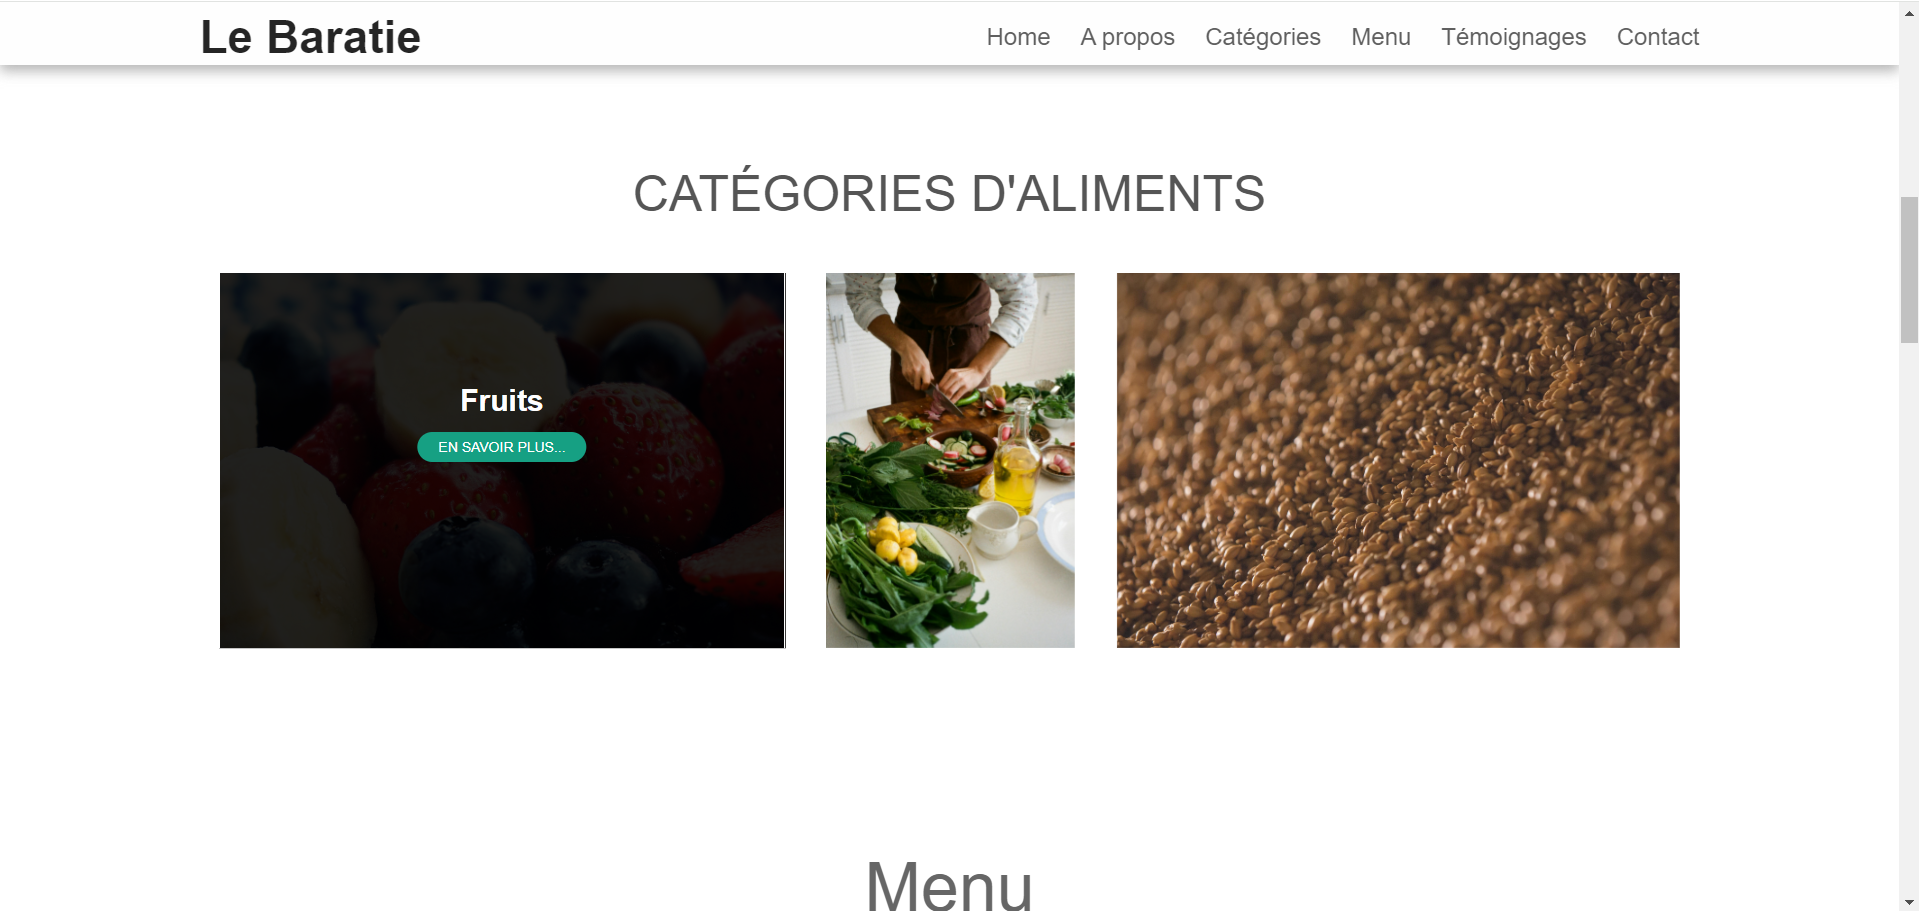 Le Baratie
Home A propos Catégories Menu Témoignages Contact
CATÉGORIES D'ALIMENTS
Fruits
EN SAVOIR PLUS...
Menu